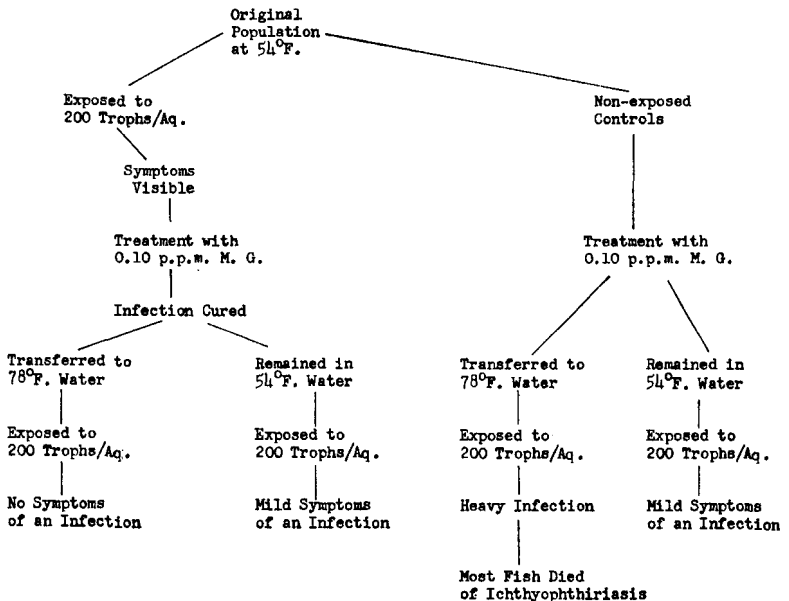 Original
Population
at 54°F.
Exposed to
200 Trophs/Aq.
Non-exposed
Controls
Symptoms
Visible
Treatment with
0.10 p.p.m. M. G.
Treatment with
0.10 p.p.m. M. G.
Infection Cured
Transferred to
78°F. Water
Remained in
54°F. Water
Transferred to
78°F. Water
Remained in
54°F. Water
Exposed to
200 Trophs/Aq.
Exposed to
200 Trophs/Aq.
Exposed to
200 Trophs/Aq.
Exposed to
200 Trophs/Aq.
No Symptoms
of an Infection
Mild Symptoms
of an Infection
Heavy Infection
Mild Symptoms
of an Infection
Most Fish Died
of Ichthyophthiriasis